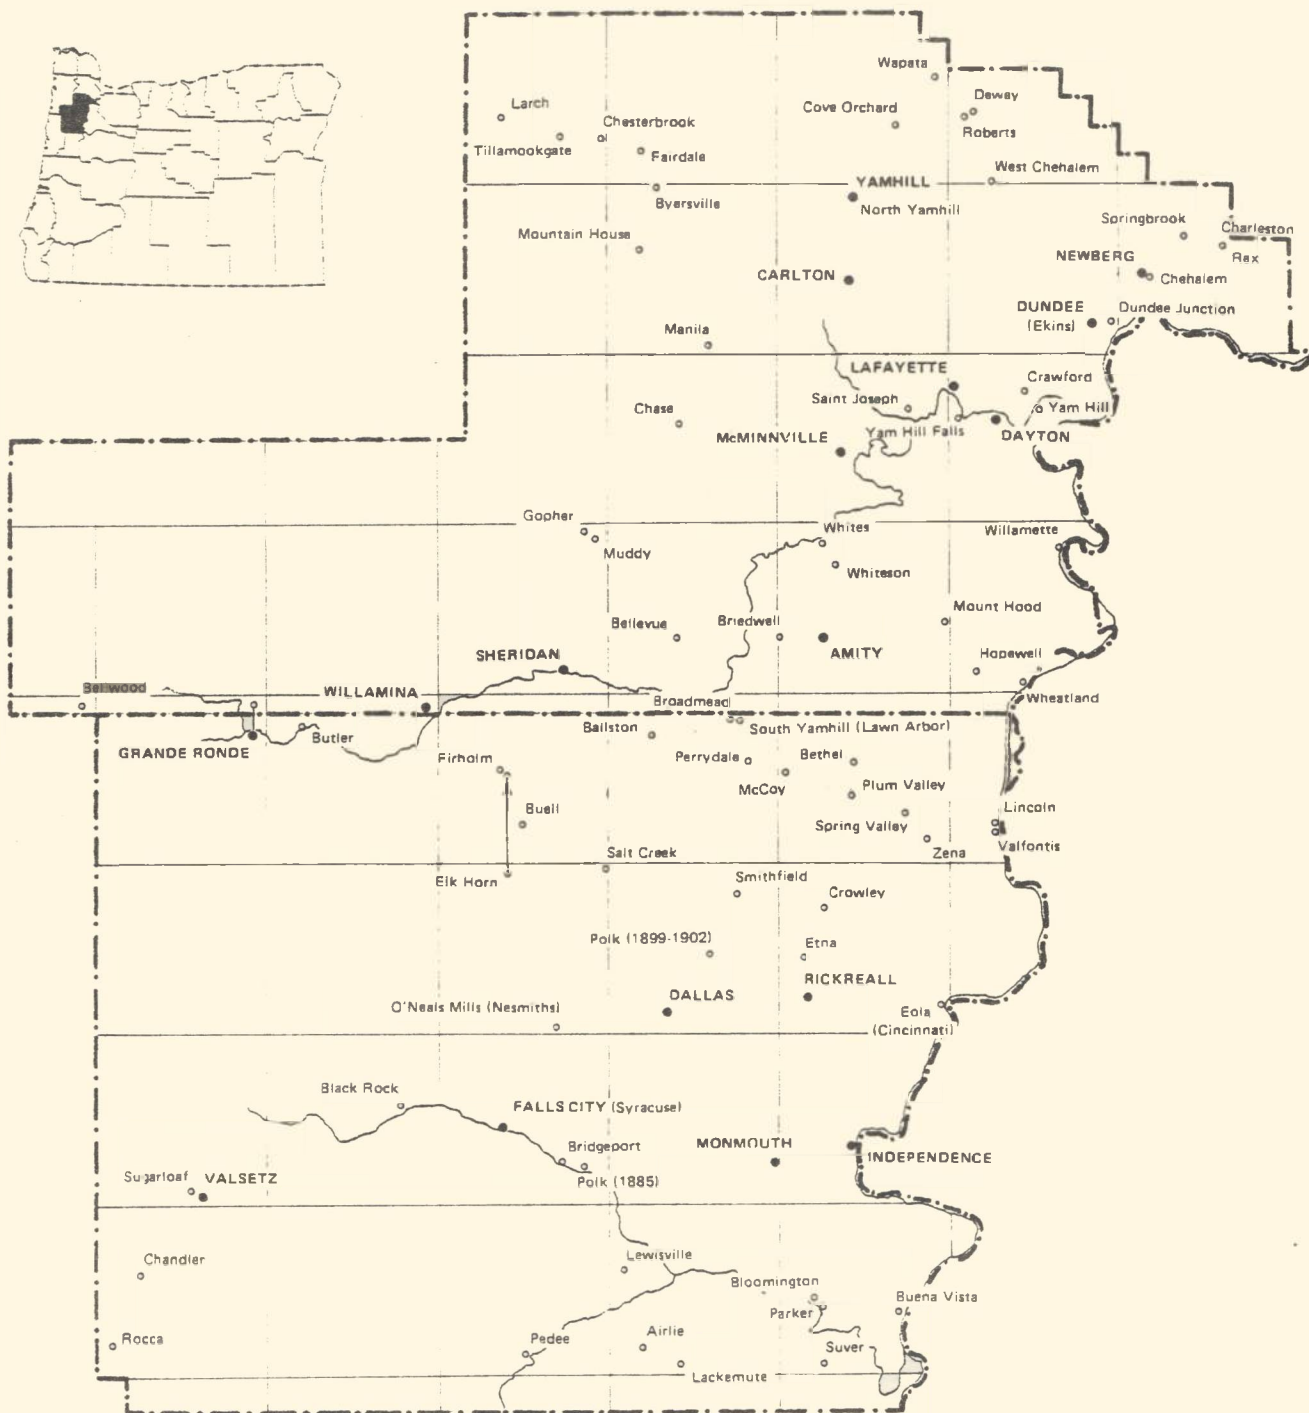 Wapata
Larch
Cove Orchard
Deway
Chesterbrook
Roberts
Tillamookgate
Fairdale
West Chehalem
YAMHILL
Byersville
North Yamhill
Springbrook
Charleston
Mountain House
NEWBERG
Rex
CARLTON
Chehalem
DUNDEE
(Ekins)
Dundee Junction
Manila
LAFAYETTE
Crawford
Saint Joseph
Chase
Yam Hill
McMINNVILLE
Yam Hill Falls
DAYTON
Gopher
Whites
Willamette
Muddy
Whiteson
Mount Hood
Bellevue
Briedwell
SHERIDAN
AMITY
Hopewell
Bellwood
WILLAMINA
Broadmead
Wheatland
Ballston
South Yamhill (Lawn Arbor)
GRANDE RONDE
Butler
Firholm
Perrydale
Bethel
McCoy
Plum Valley
Buell
Lincoln
Spring Valley
Valfontis
Salt Creek
Zena
Elk Horn
Smithfield
Crowley
Polk (1899-1902)
Etna
RICKREALL
DALLAS
O'Neals Mills (Nesmiths)
Eola
(Cincinnati)
Black Rock
FALLS CITY (Syracuse)
Bridgeport
MONMOUTH
INDEPENDENCE
Sugarloaf
VALSETZ
Polk (1885)
Chandler
Lewisville
Bloomington
Parker
Buena Vista
Rocca
Pedee
Airlie
Suver
Lackemute